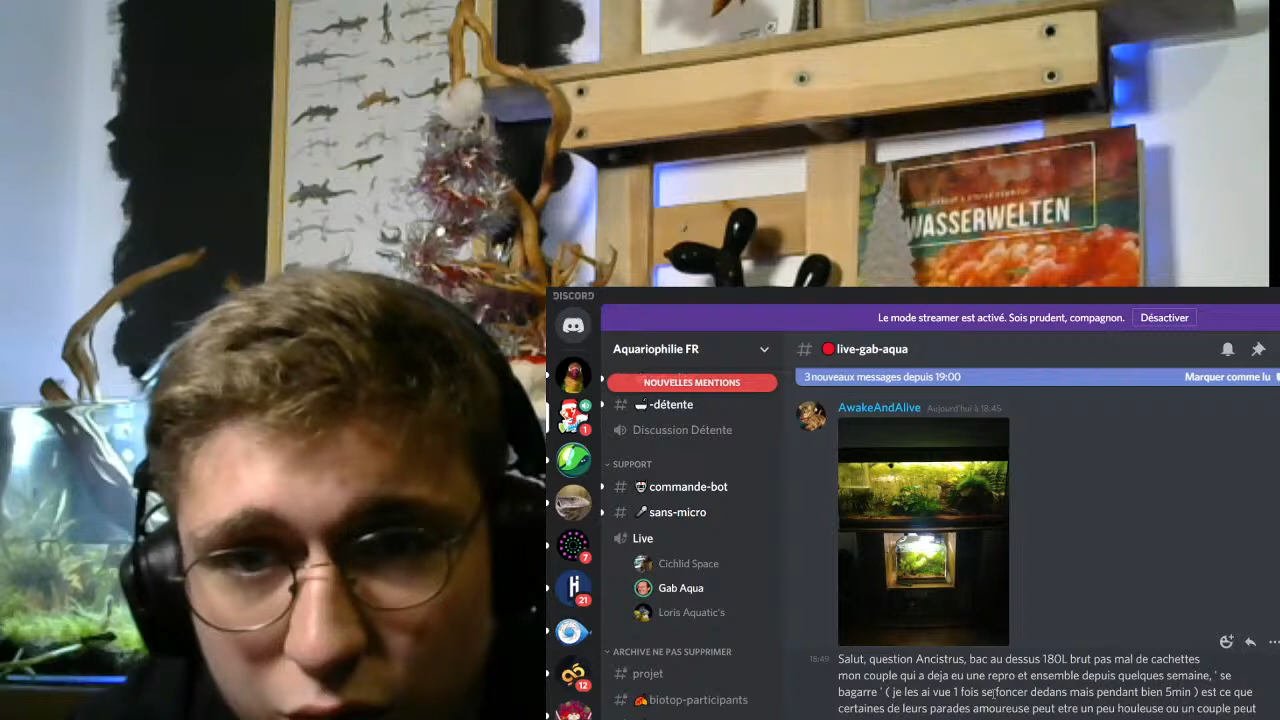 WASSERWELTEN
DISCORD
Le mode streamer est activé. Sois prudent, compagnon. Désactiver
Aquariophilie FR
live-gab-aqua
NOUVELLES MENTIONS
3 nouveaux messages depuis 19:00 Marquer comme lu
-détente
AwakeAndAlive Aujourd'hui à 18:45
Discussion Détente
1
SUPPORT
commande-bot
sans-micro
Live
7
Cichlid Space
Gab Aqua
21
Loris Aquatic's
ARCHIVE NE PAS SUPPRIMER
projet
12
biotop-participants
18:49 Salut, question Ancistrus, bac au dessus 180L brut pas mal de cachettes
mon couple qui a deja eu une repro et ensemble depuis quelques semaine, ' se
bagarre ' ( je les ai vue 1 fois sefoncer dedans mais pendant bien 5min ) est ce que
certaines de leurs parades amoureuse peut etre un peu houleuse ou un couple peut